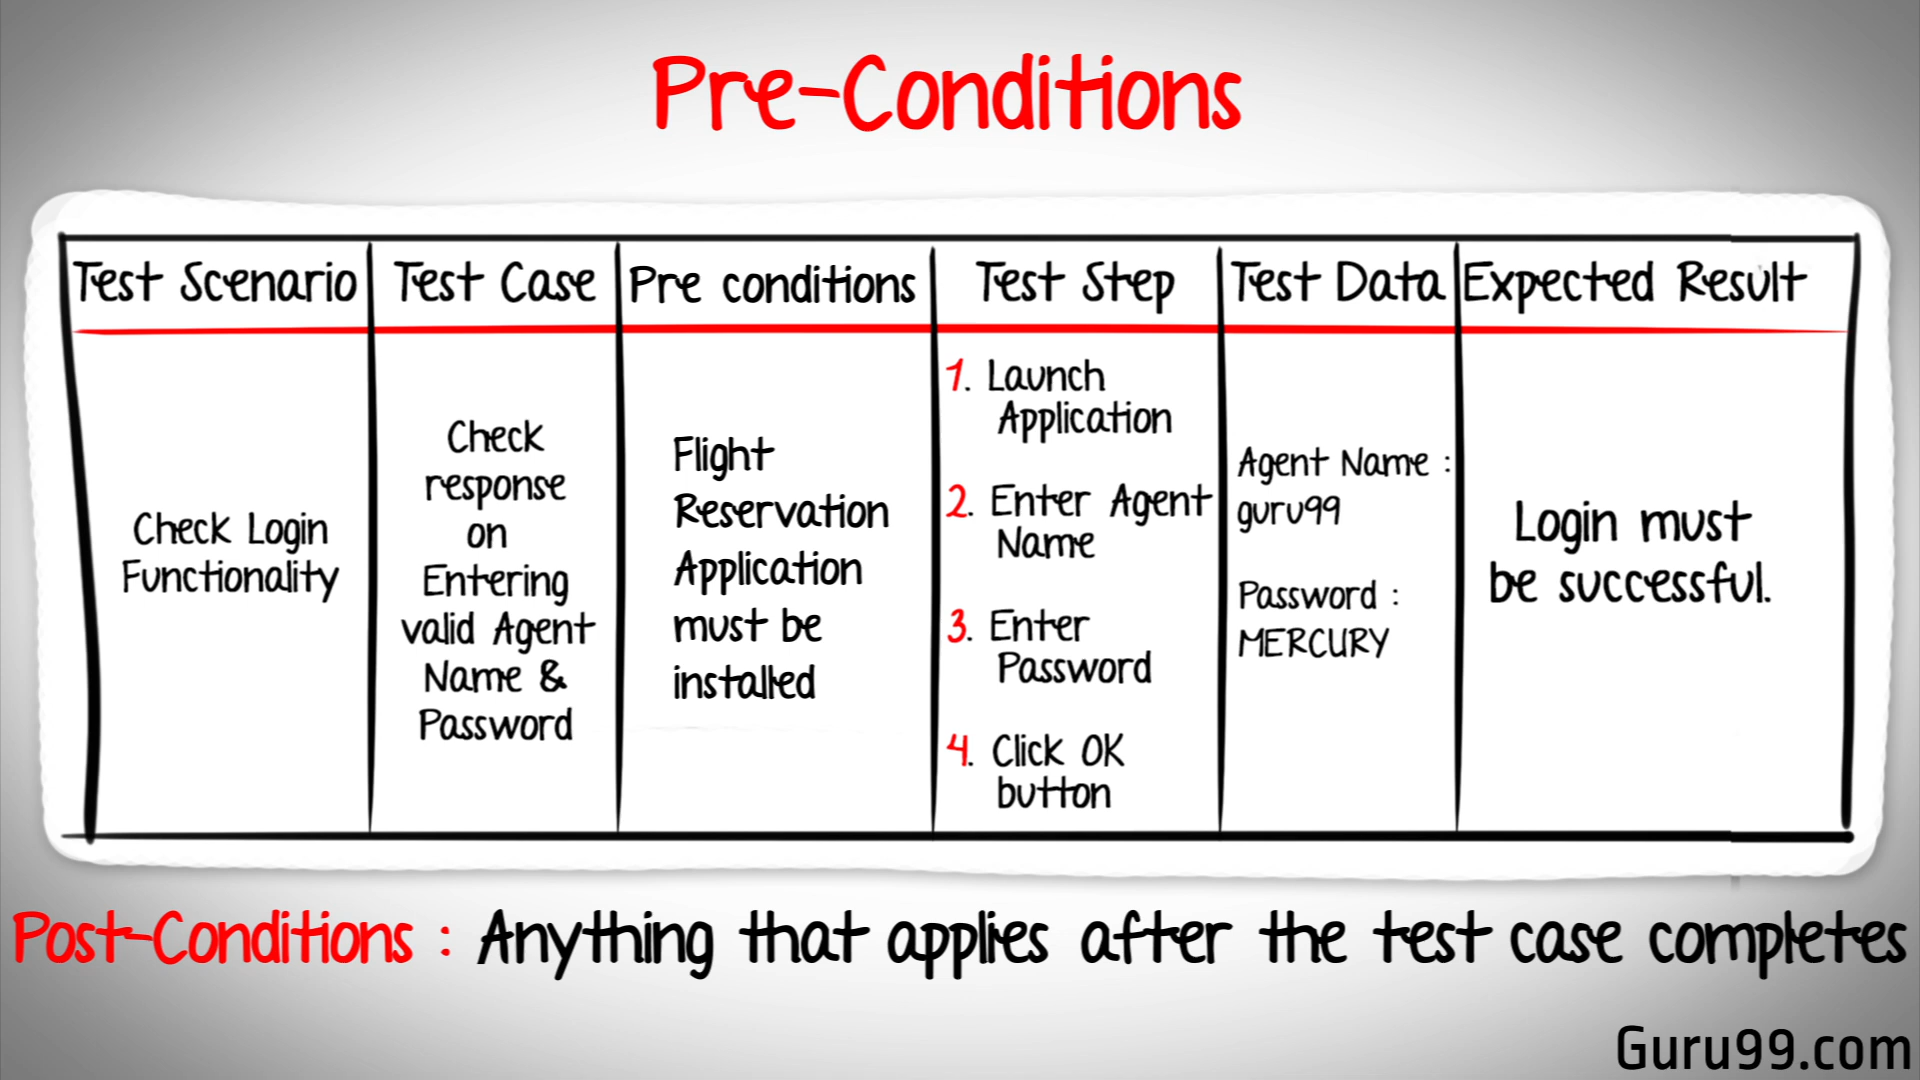 Pre-Conditions
Test Scenario
Test Case
Pre conditions
Test Step
Test Data
Expected Result
Check Login
Functionality
Check
response
on
Entering
valid Agent
Name &
Password
Flight
Reservation
Application
must be
installed
1. Launch
Application
2. Enter Agent
Name
3. Enter
Password
4. Click OK
button
Agent Name :
guru99
Password :
MERCURY
Login must
be successful.
Post-Conditions : Anything that applies after the test case completes
Guru99.com